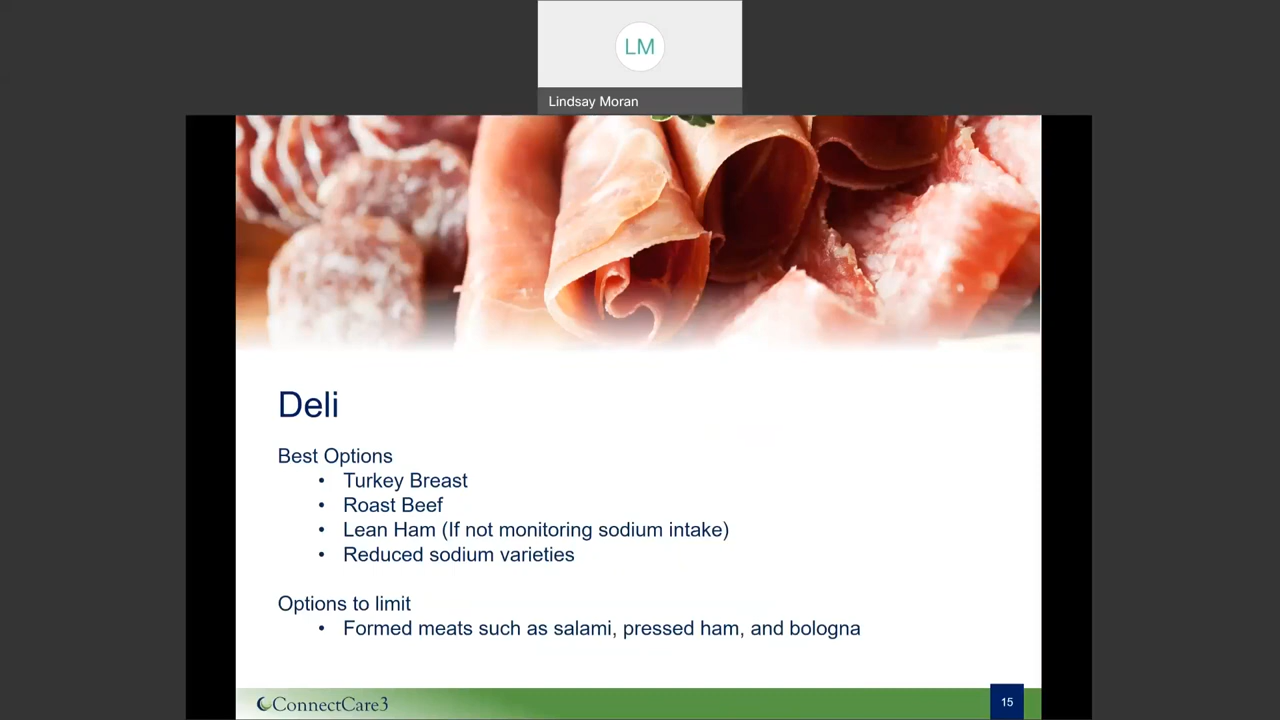 LM
Lindsay Moran
Deli
Best Options
• Turkey Breast
• Roast Beef
• Lean Ham (If not monitoring sodium intake)
• Reduced sodium varieties
Options to limit
• Formed meats such as salami, pressed ham, and bologna
ConnectCare3
15